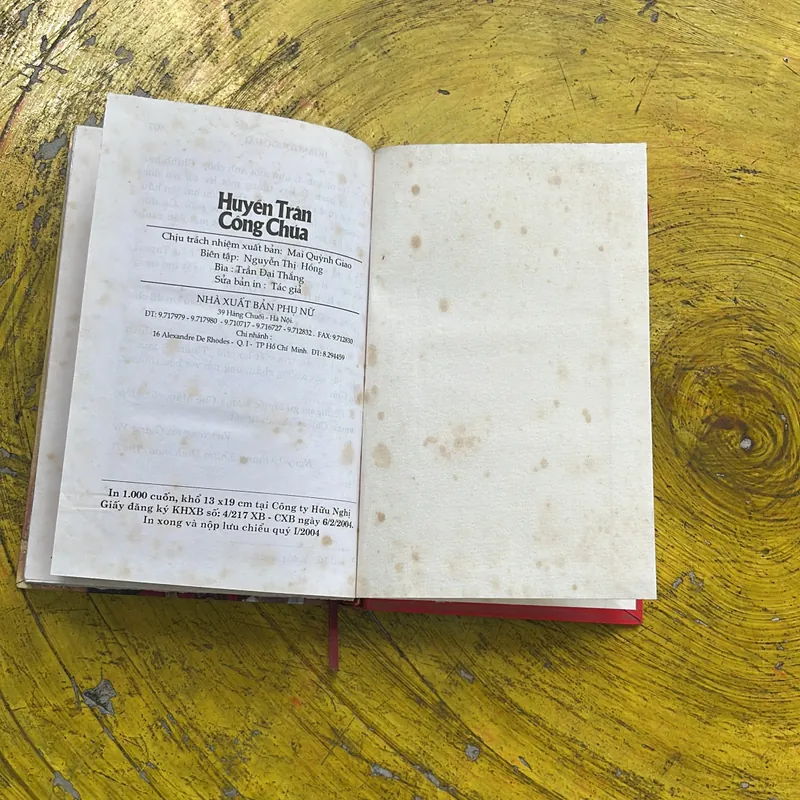 Huyền Trân
Công Chúa
Chịu trách nhiệm xuất bản: Mai Quỳnh Giao
Biên tập: Nguyễn Thị Hồng
Bìa : Trần Đại Thắng
Sửa bản in : Tác giả
NHÀ XUẤT BẢN PHỤ NỮ
39 Hàng Chuối - Hà Nội.
ĐT: 9.717979 - 9.717980 - 9.710717 - 9.716727 - 9.712832 . FAX: 9.712830
Chi nhánh :
16 Alexandre De Rhodes - Q. I - TP Hồ Chí Minh. ĐT: 8.294459
In 1.000 cuốn, khổ 13 x19 cm tại Công ty Hữu Nghị
Giấy đăng ký KHXB số: 4/217 XB - CXB ngày 6/2/2004.
In xong và nộp lưu chiểu quý I/2004